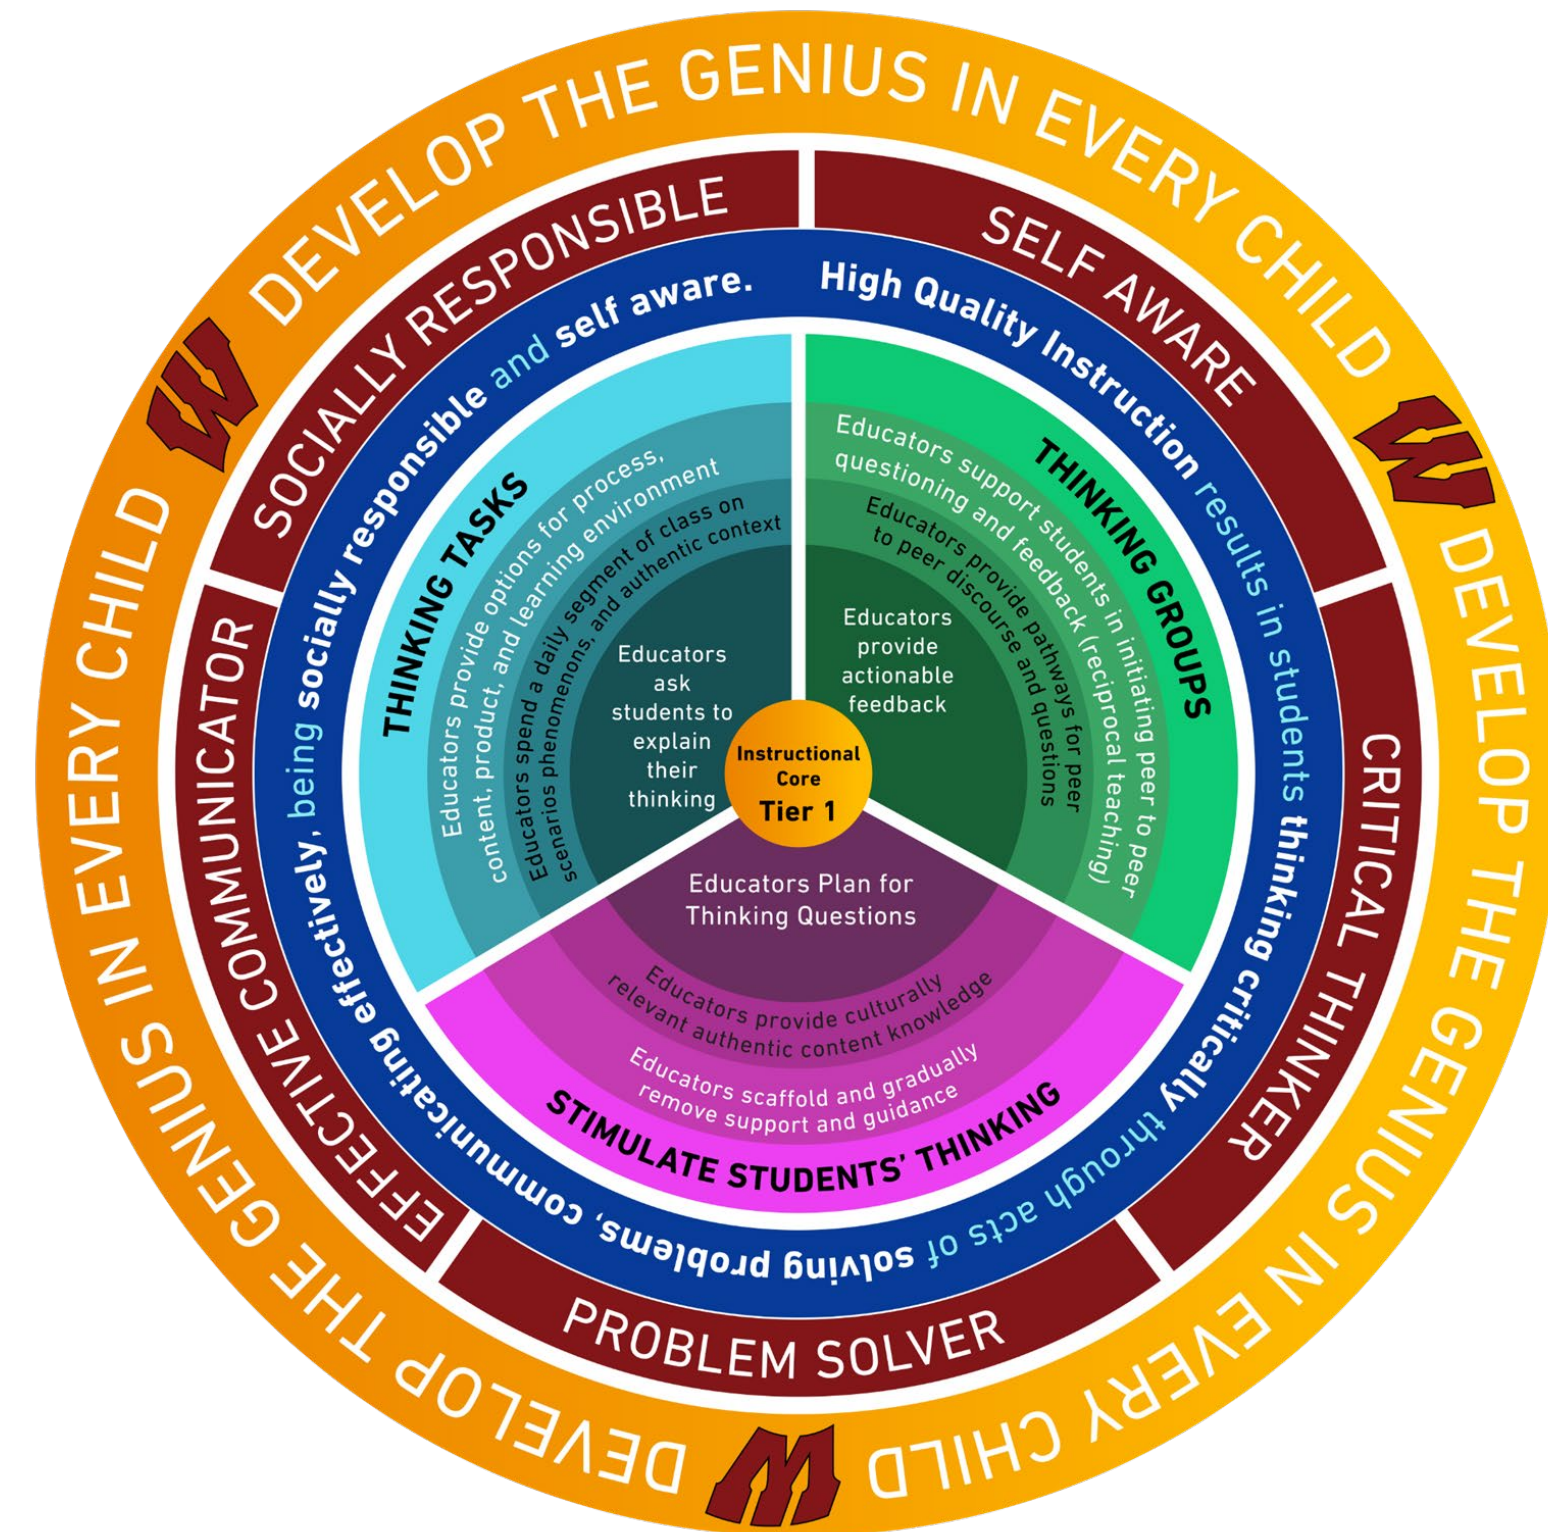 DEVELOP THE GENIUS IN EVERY CHILD
W
DEVELOP THE GENIUS IN EVERY CHILD
W
DEVELOP THE GENIUS IN EVERY CHILD
W
SELF AWARE
CRITICAL THINKER
PROBLEM SOLVER
EFFECTIVE COMMUNICATOR
SOCIALLY RESPONSIBLE
High Quality Instruction results in students thinking critically through acts of solving problems, communicating effectively, being socially responsible and self aware.
THINKING TASKS
Educators provide options for process,
content, product, and learning environment
Educators spend a daily segment of class on
scenarios phenomenons, and authentic context
Educators
ask
students to
explain
their
thinking
THINKING GROUPS
Educators support students in initiating peer to peer
questioning and feedback (reciprocal teaching)
Educators provide pathways for peer
to peer discourse and questions
Educators
provide
actionable
feedback
Instructional
Core
Tier 1
Educators Plan for
Thinking Questions
Educators provide culturally
relevant authentic content knowledge
Educators scaffold and gradually
remove support and guidance
STIMULATE STUDENTS' THINKING